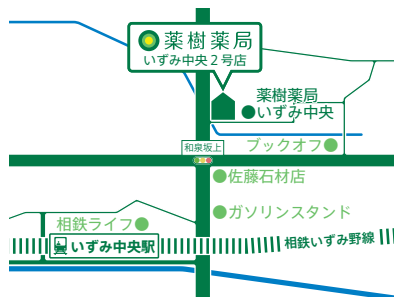 薬樹薬局
いずみ中央2号店
薬樹薬局
いずみ中央
和泉坂上
ブックオフ
佐藤石材店
ガソリンスタンド
相鉄ライフ
いずみ中央駅
相鉄いずみ野線